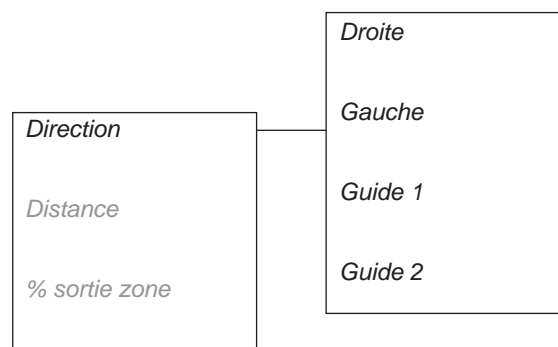 Direction
Distance
% sortie zone
Droite
Gauche
Guide 1
Guide 2